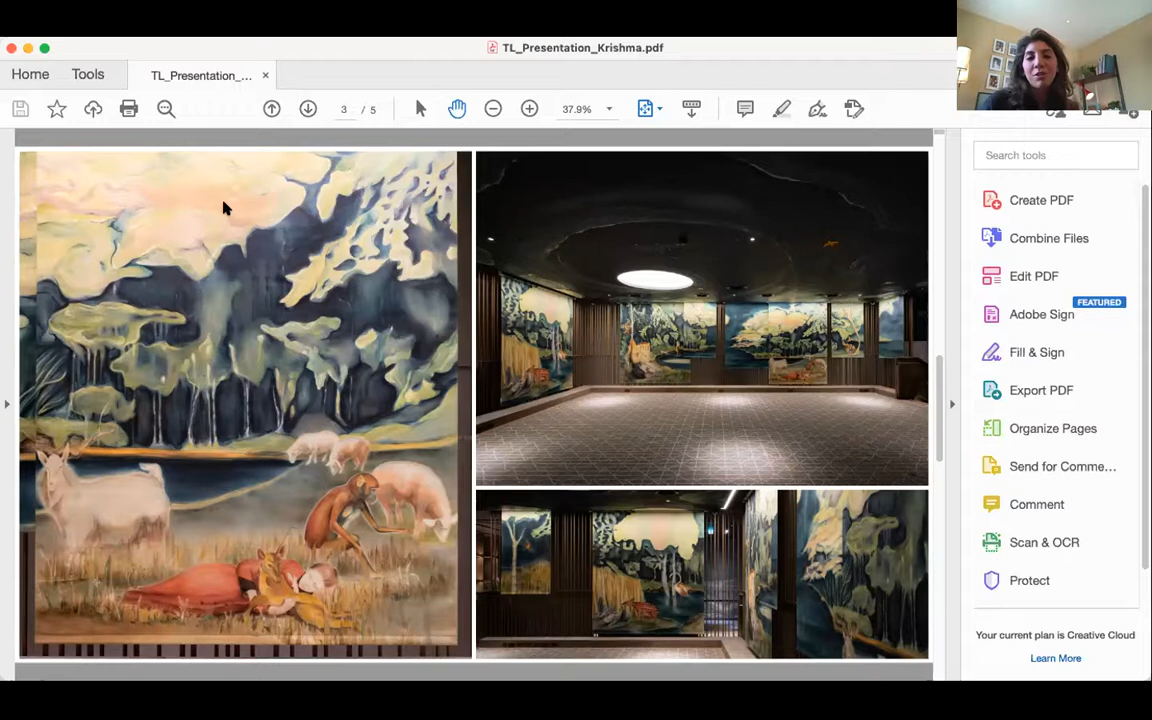 TL_Presentation_Krishma.pdf
Home
Tools
TL_Presentation_...
3 / 5
37.9%
Search tools
Create PDF
Combine Files
Edit PDF
FEATURED
Adobe Sign
Fill & Sign
Export PDF
Organize Pages
Send for Comme...
Comment
Scan & OCR
Protect
Your current plan is Creative Cloud
Learn More